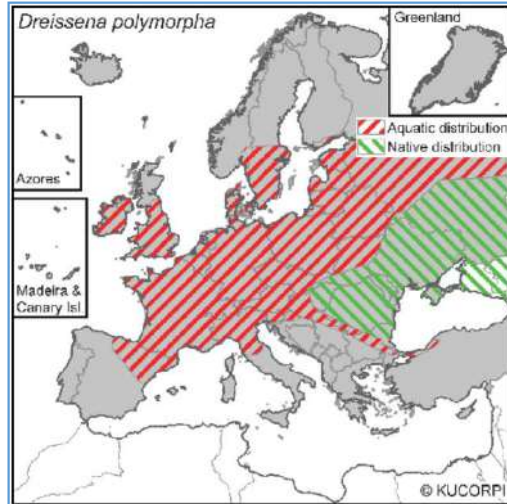 Dreissena polymorpha
Greenland
Aquatic distribution
Native distribution
Azores
Madeira &
Canary Isl
© KUCORPI